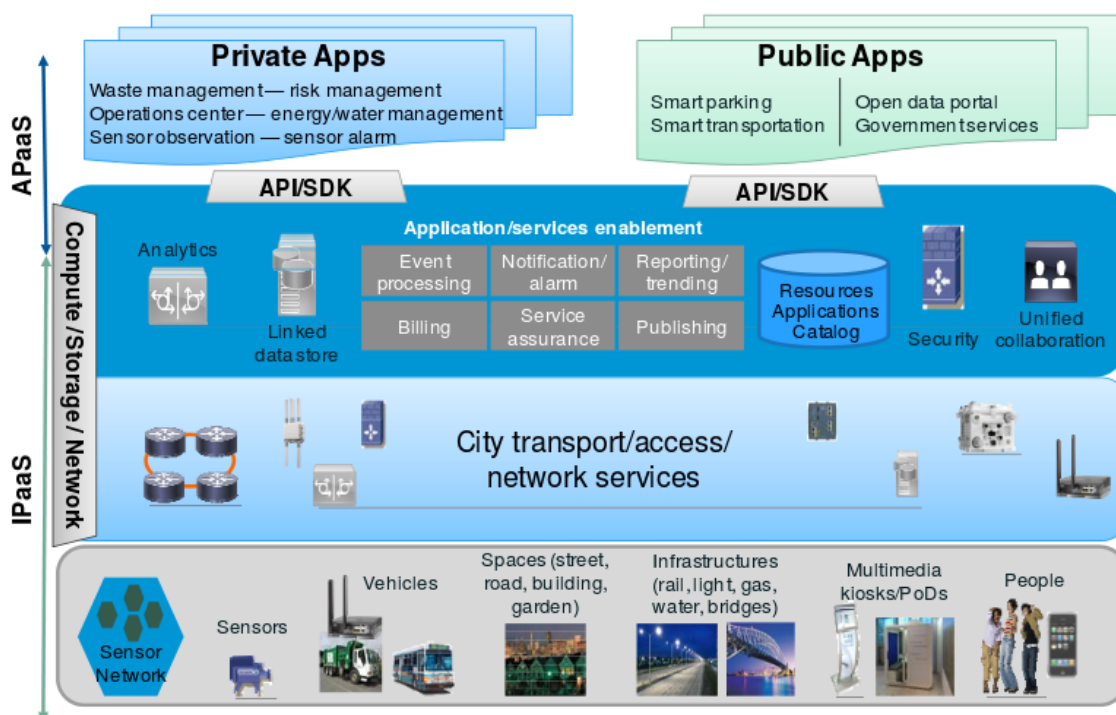 Private Apps
Waste management— risk management
Operations center— energy/water management
Sensor observation — sensor alarm
Public Apps
Smart parking
Smart transportation
Open data portal
Government services
APaaS
IPaaS
Compute / Storage / Network
API/SDK
API/SDK
Application/services enablement
Analytics
Linked
data store
Event
processing
Notification/
alarm
Reporting/
trending
Billing
Service
assurance
Publishing
Resources
Applications
Catalog
Security
Unified
collaboration
City transport/access/
network services
Sensor
Network
Sensors
Vehicles
Spaces (street,
road, building,
garden)
Infrastructures
(rail, light, gas,
water, bridges)
Multimedia
kiosks/PoDs
People